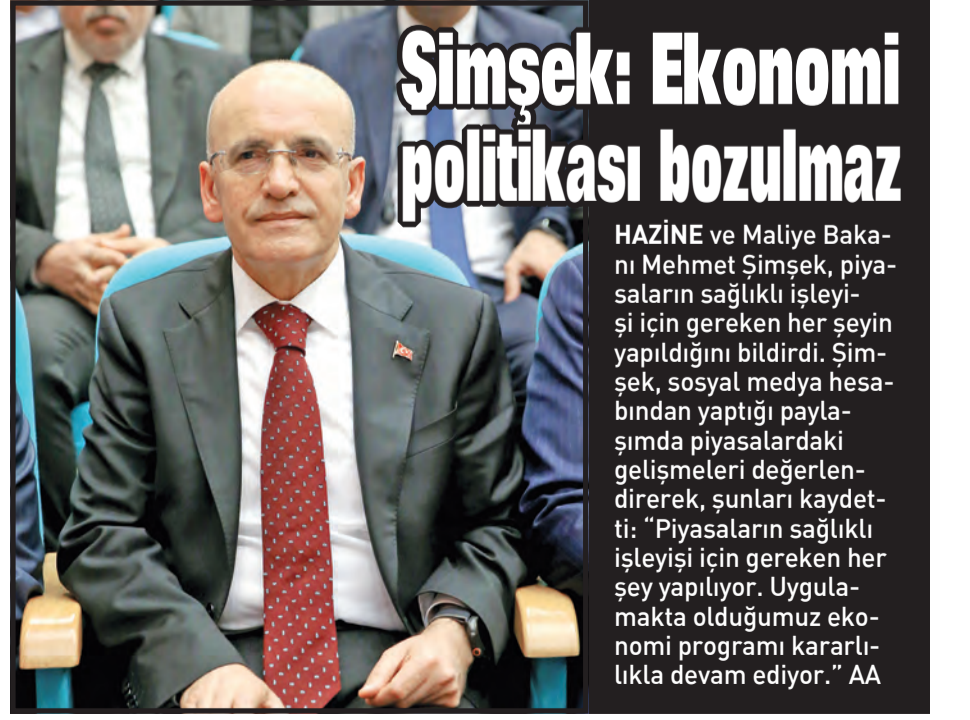 Şimşek: Ekonomi
politikası bozulmaz
HAZİNE ve Maliye Baka-
nı Mehmet Şimşek, piya-
saların sağlıklı işleyi-
şi için gereken her şeyin
yapıldığını bildirdi. Şim-
şek, sosyal medya hesa-
bından yaptığı payla-
şımda piyasalardaki
gelişmeleri değerlen-
direrek, şunları kaydet-
ti: “Piyasaların sağlıklı
işleyişi için gereken her
şey yapılıyor. Uygula-
makta olduğumuz eko-
nomi programı kararlı-
lıkla devam ediyor.” AA